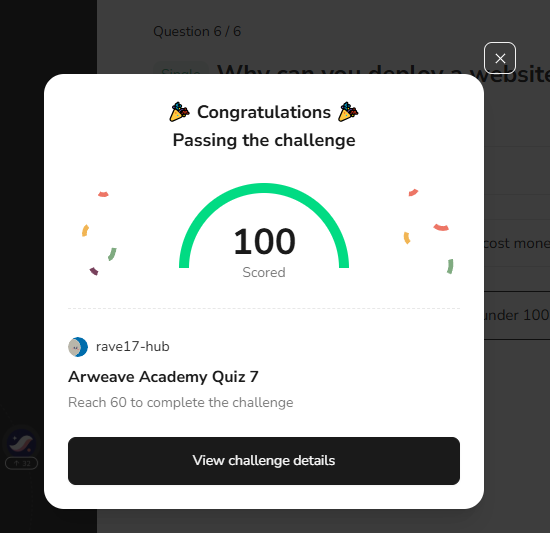 Question 6 / 6
Single Why can you deploy a website
Congratulations
Passing the challenge
100
Scored
cost mone
under 100
rave17-hub
Arweave Academy Quiz 7
Reach 60 to complete the challenge
View challenge details